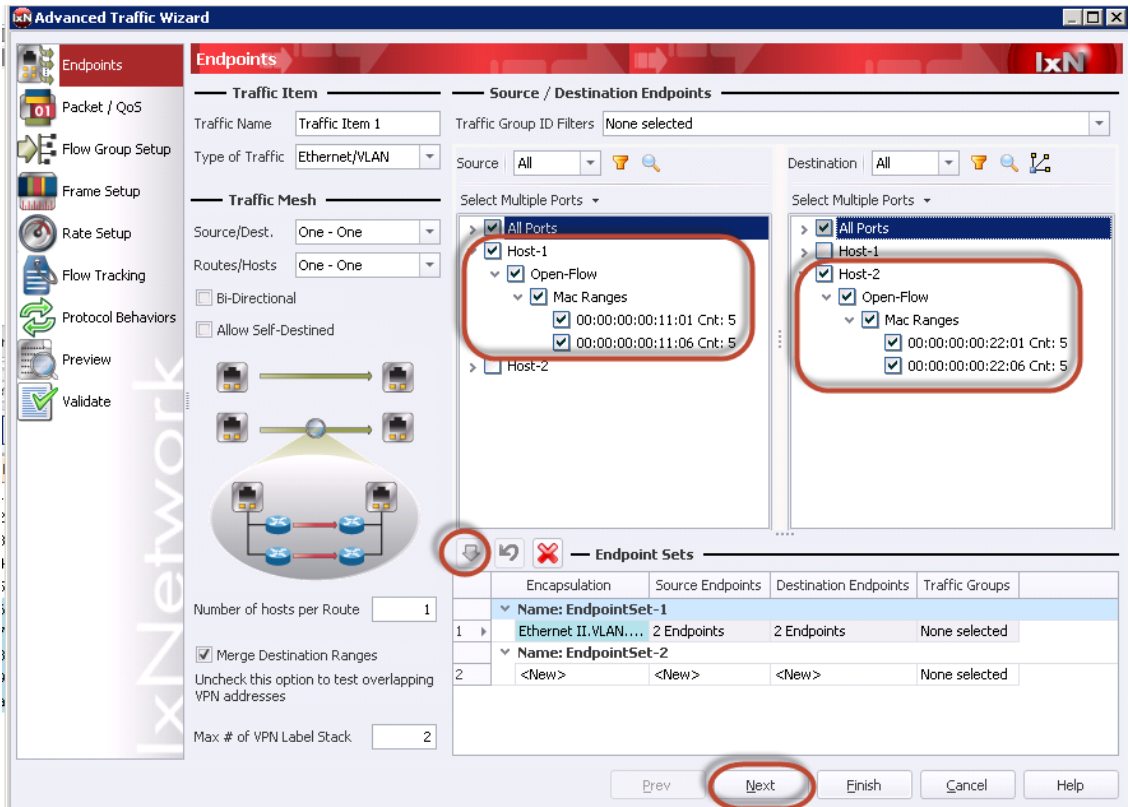 IxN Advanced Traffic Wizard
Endpoints
Packet / QoS
Flow Group Setup
Frame Setup
Rate Setup
Flow Tracking
Protocol Behaviors
Preview
Validate
IxNetwork
Endpoints
IxN
Traffic Item
Traffic Name Traffic Item 1
Type of Traffic Ethernet/VLAN
Traffic Mesh
Source/Dest. One - One
Routes/Hosts One - One
Bi-Directional
Allow Self-Destined
Number of hosts per Route 1
Merge Destination Ranges
Uncheck this option to test overlapping
VPN addresses
Max # of VPN Label Stack 2
Source / Destination Endpoints
Traffic Group ID Filters None selected
Source All
Select Multiple Ports
All Ports
Host-1
Open-Flow
Mac Ranges
00:00:00:00:11:01 Cnt: 5
00:00:00:00:11:06 Cnt: 5
Host-2
Destination All
Select Multiple Ports
All Ports
Host-1
Host-2
Open-Flow
Mac Ranges
00:00:00:00:22:01 Cnt: 5
00:00:00:00:22:06 Cnt: 5
Endpoint Sets
Encapsulation Source Endpoints Destination Endpoints Traffic Groups
Name: EndpointSet-1
1 Ethernet II.VLAN.... 2 Endpoints 2 Endpoints None selected
Name: EndpointSet-2
2 <New> <New> <New> None selected
Prev Next Finish Cancel Help